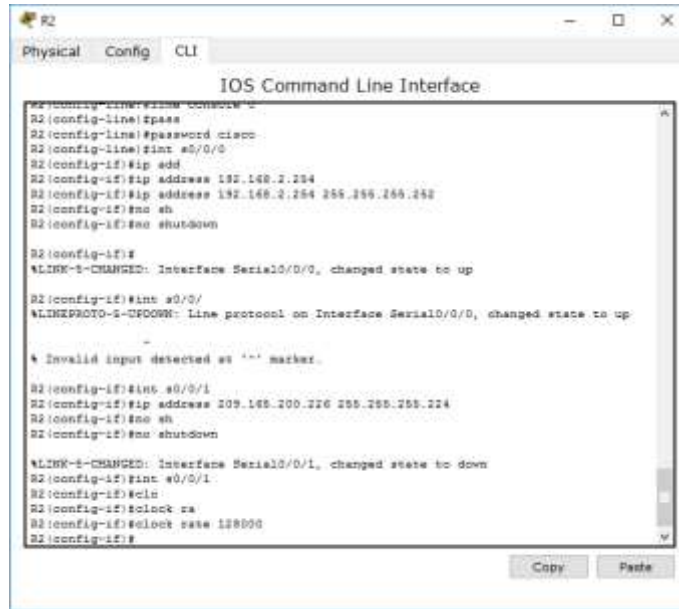 R2
Physical Config CLI
IOS Command Line Interface
R2(config-line)#line console 0
R2(config-line)#pass
R2(config-line)#password cisco
R2(config-line)#int s0/0/0
R2(config-if)#ip add
R2(config-if)#ip address 192.168.2.254
R2(config-if)#ip address 192.168.2.254 255.255.255.252
R2(config-if)#no sh
R2(config-if)#no shutdown
R2(config-if)#
%LINK-5-CHANGED: Interface Serial0/0/0, changed state to up
R2(config-if)#int s0/0/
%LINEPROTO-5-UPDOWN: Line protocol on Interface Serial0/0/0, changed state to up
^
% Invalid input detected at '^' marker.
R2(config-if)#int s0/0/1
R2(config-if)#ip address 209.165.200.226 255.255.255.224
R2(config-if)#no sh
R2(config-if)#no shutdown
%LINK-5-CHANGED: Interface Serial0/0/1, changed state to down
R2(config-if)#int s0/0/1
R2(config-if)#clo
R2(config-if)#clock ra
R2(config-if)#clock rate 128000
R2(config-if)#
Copy Paste